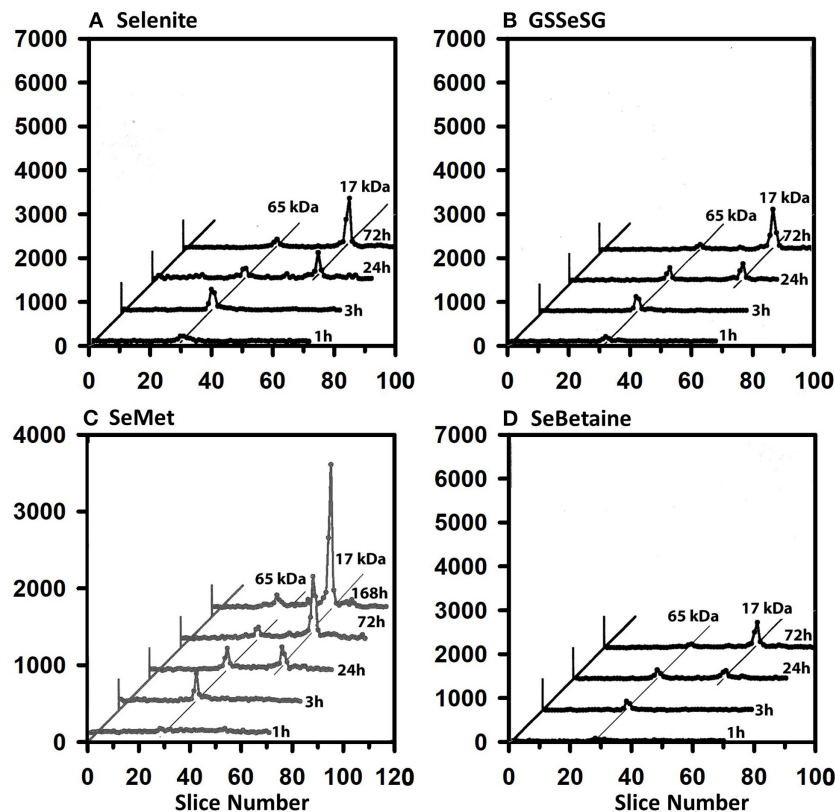 A Selenite
7000
6000
5000
4000
3000
2000
1000
0
65 kDa
17 kDa
72h
24h
3h
1h
0 20 40 60 80 100
B GSSeSG
7000
6000
5000
4000
3000
2000
1000
0
65 kDa
17 kDa
72h
24h
3h
1h
0 20 40 60 80 100
C SeMet
4000
3000
2000
1000
0
65 kDa
17 kDa
168h
72h
24h
3h
1h
0 20 40 60 80 100 120
Slice Number
D SeBetaine
7000
6000
5000
4000
3000
2000
1000
0
65 kDa
17 kDa
72h
24h
3h
1h
0 20 40 60 80 100
Slice Number